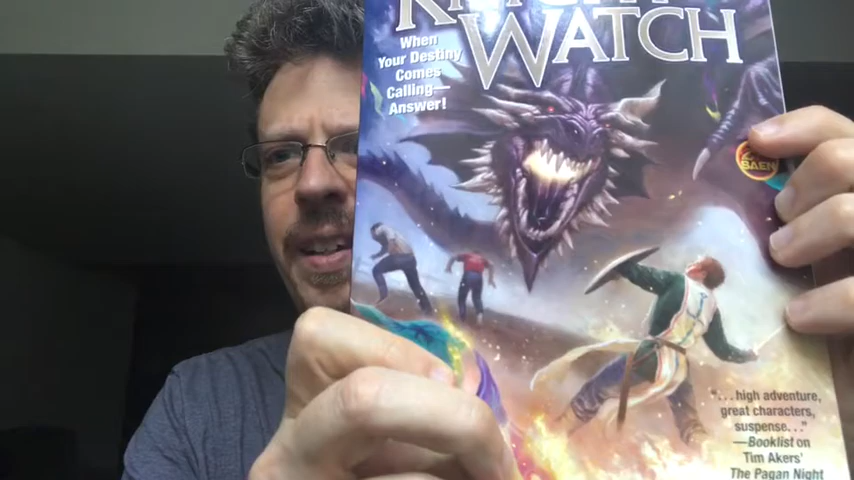 KNIGHT
WATCH
When
Your Destiny
Comes
Calling—
Answer!
BAEN
"...high adventure,
great characters,
suspense..."
—Booklist on
Tim Akers'
The Pagan Night